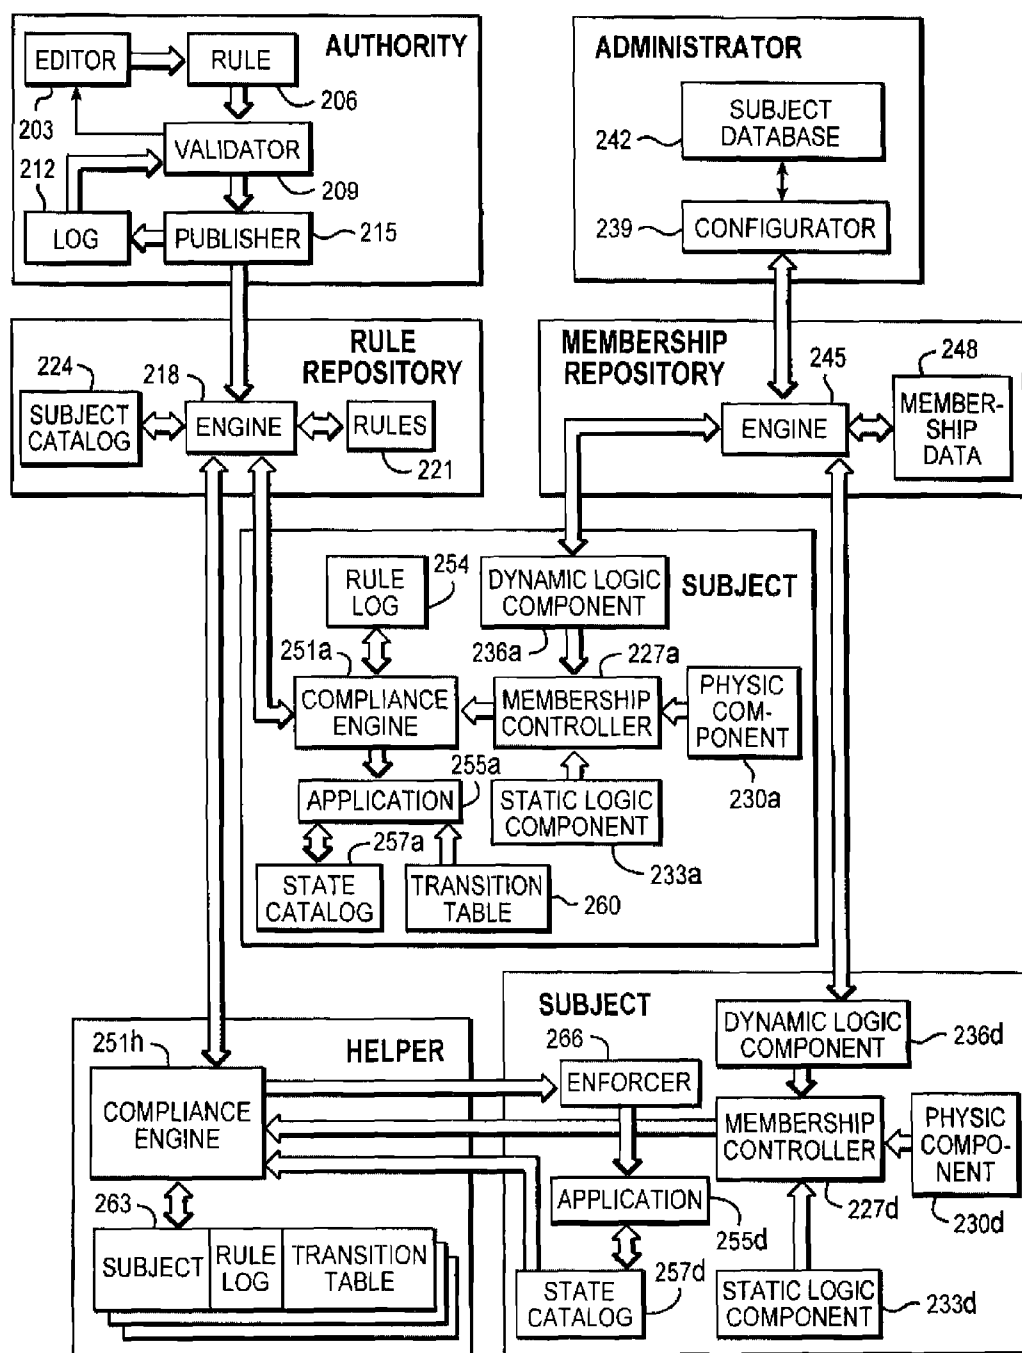 AUTHORITY
EDITOR
RULE
203
206
VALIDATOR
212
209
LOG
PUBLISHER
215
ADMINISTRATOR
SUBJECT
DATABASE
242
239
CONFIGURATOR
RULE
REPOSITORY
224
218
SUBJECT
CATALOG
ENGINE
RULES
221
MEMBERSHIP
REPOSITORY
245
248
ENGINE
MEMBER-
SHIP
DATA
SUBJECT
RULE
LOG
254
DYNAMIC LOGIC
COMPONENT
236a
251a
227a
COMPLIANCE
ENGINE
MEMBERSHIP
CONTROLLER
PHYSIC
COM-
PONENT
230a
255a
APPLICATION
STATIC LOGIC
COMPONENT
233a
257a
STATE
CATALOG
TRANSITION
TABLE
260
HELPER
251h
COMPLIANCE
ENGINE
263
SUBJECT
RULE
LOG
TRANSITION
TABLE
SUBJECT
266
ENFORCER
DYNAMIC LOGIC
COMPONENT
236d
MEMBERSHIP
CONTROLLER
227d
PHYSIC
COMPO-
NENT
230d
APPLICATION
255d
STATE
CATALOG
257d
STATIC LOGIC
COMPONENT
233d